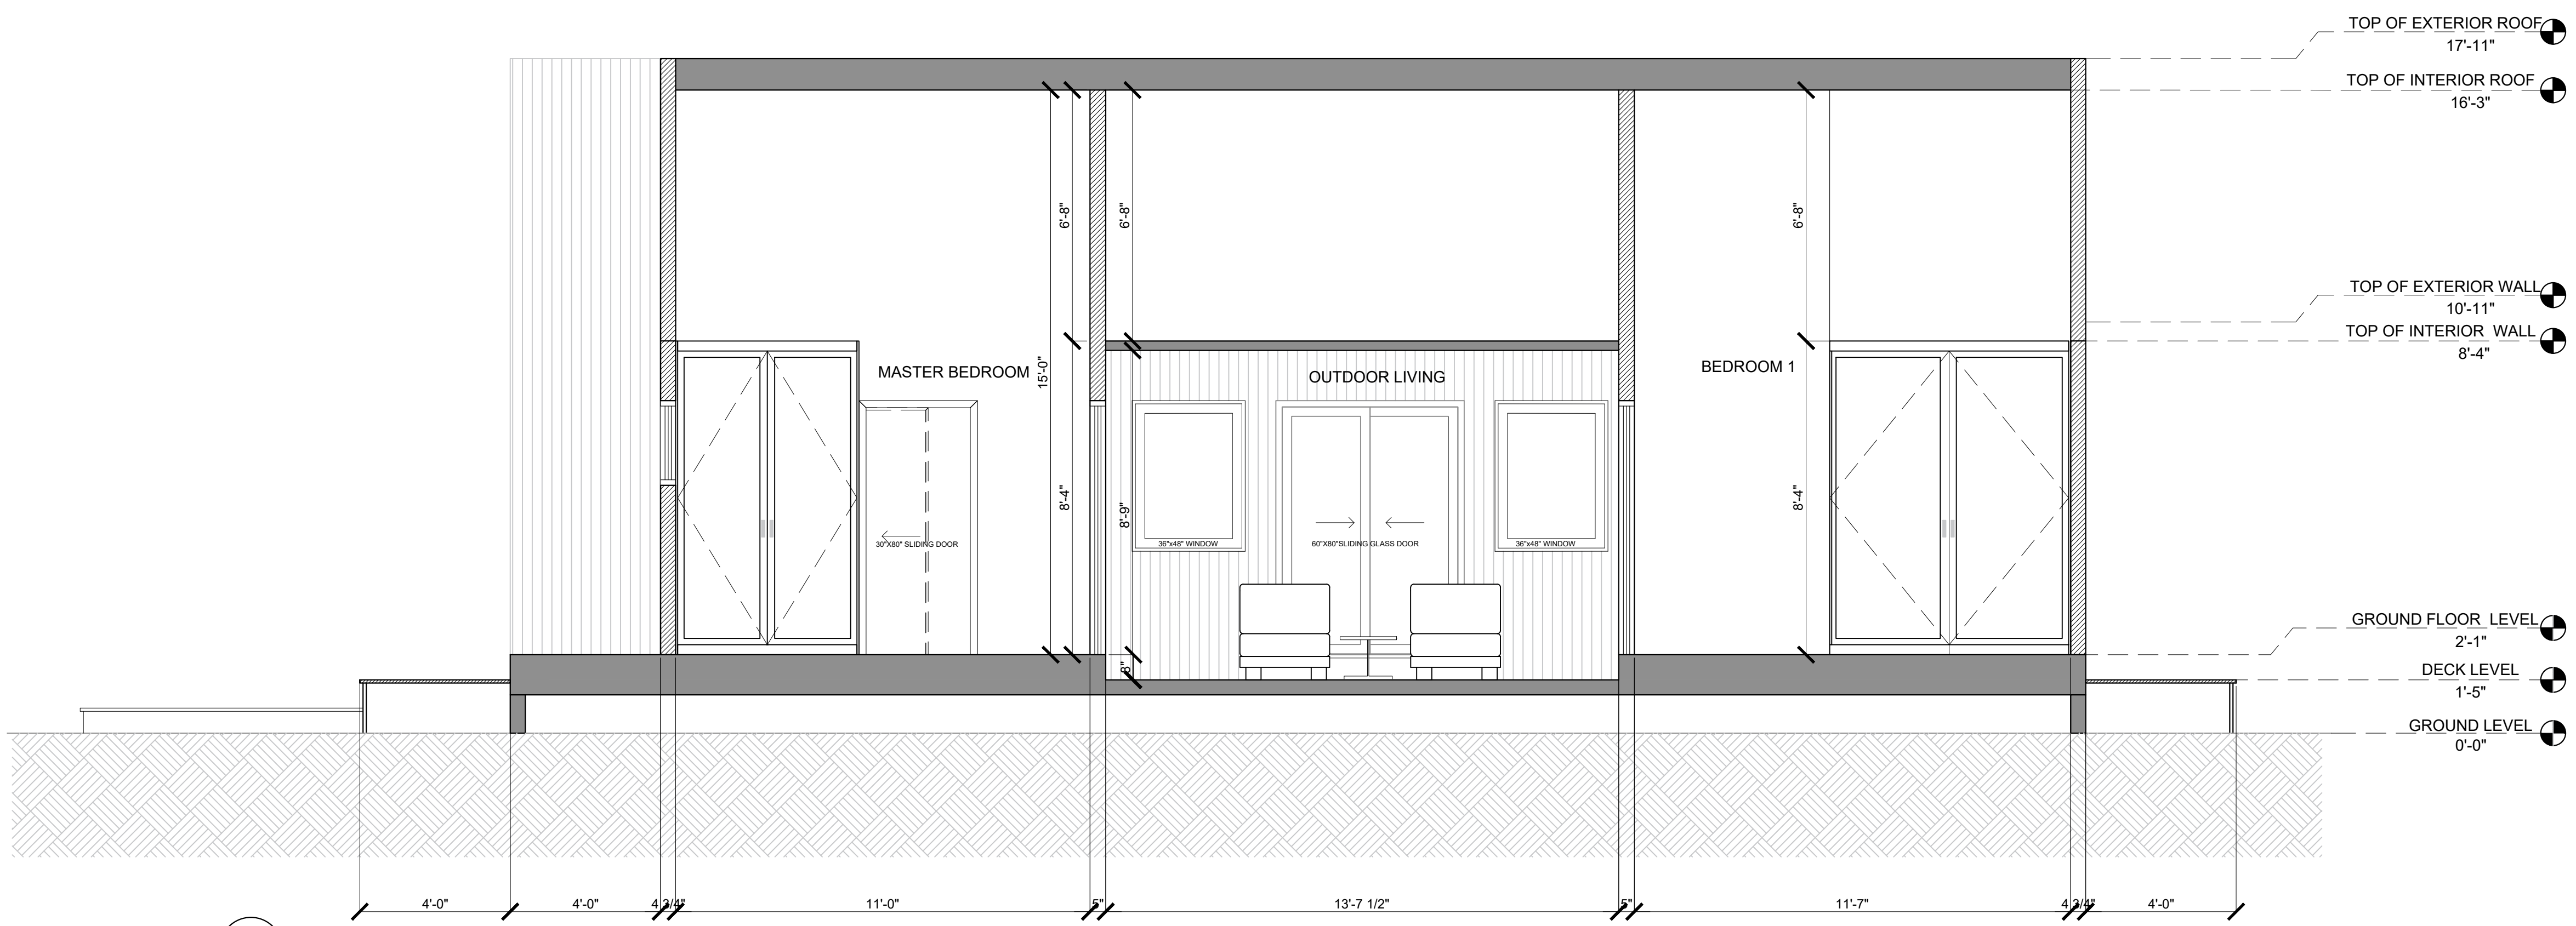 TOP OF EXTERIOR ROOF
17'-11"
TOP OF INTERIOR ROOF
16'-3"
6'-8"
6'-8"
6'-8"
TOP OF EXTERIOR WALL
10'-11"
TOP OF INTERIOR WALL
8'-4"
MASTER BEDROOM
15'-0"
OUTDOOR LIVING
BEDROOM 1
8'-4"
8'-9"
8'-4"
30"X80" SLIDING DOOR
36"x48" WINDOW
60"X80"SLIDING GLASS DOOR
36"x48" WINDOW
GROUND FLOOR LEVEL
2'-1"
8"
DECK LEVEL
1'-5"
GROUND LEVEL
0'-0"
4'-0"
4'-0"
4 3/4"
11'-0"
5"
13'-7 1/2"
5"
11'-7"
4 3/4"
4'-0"